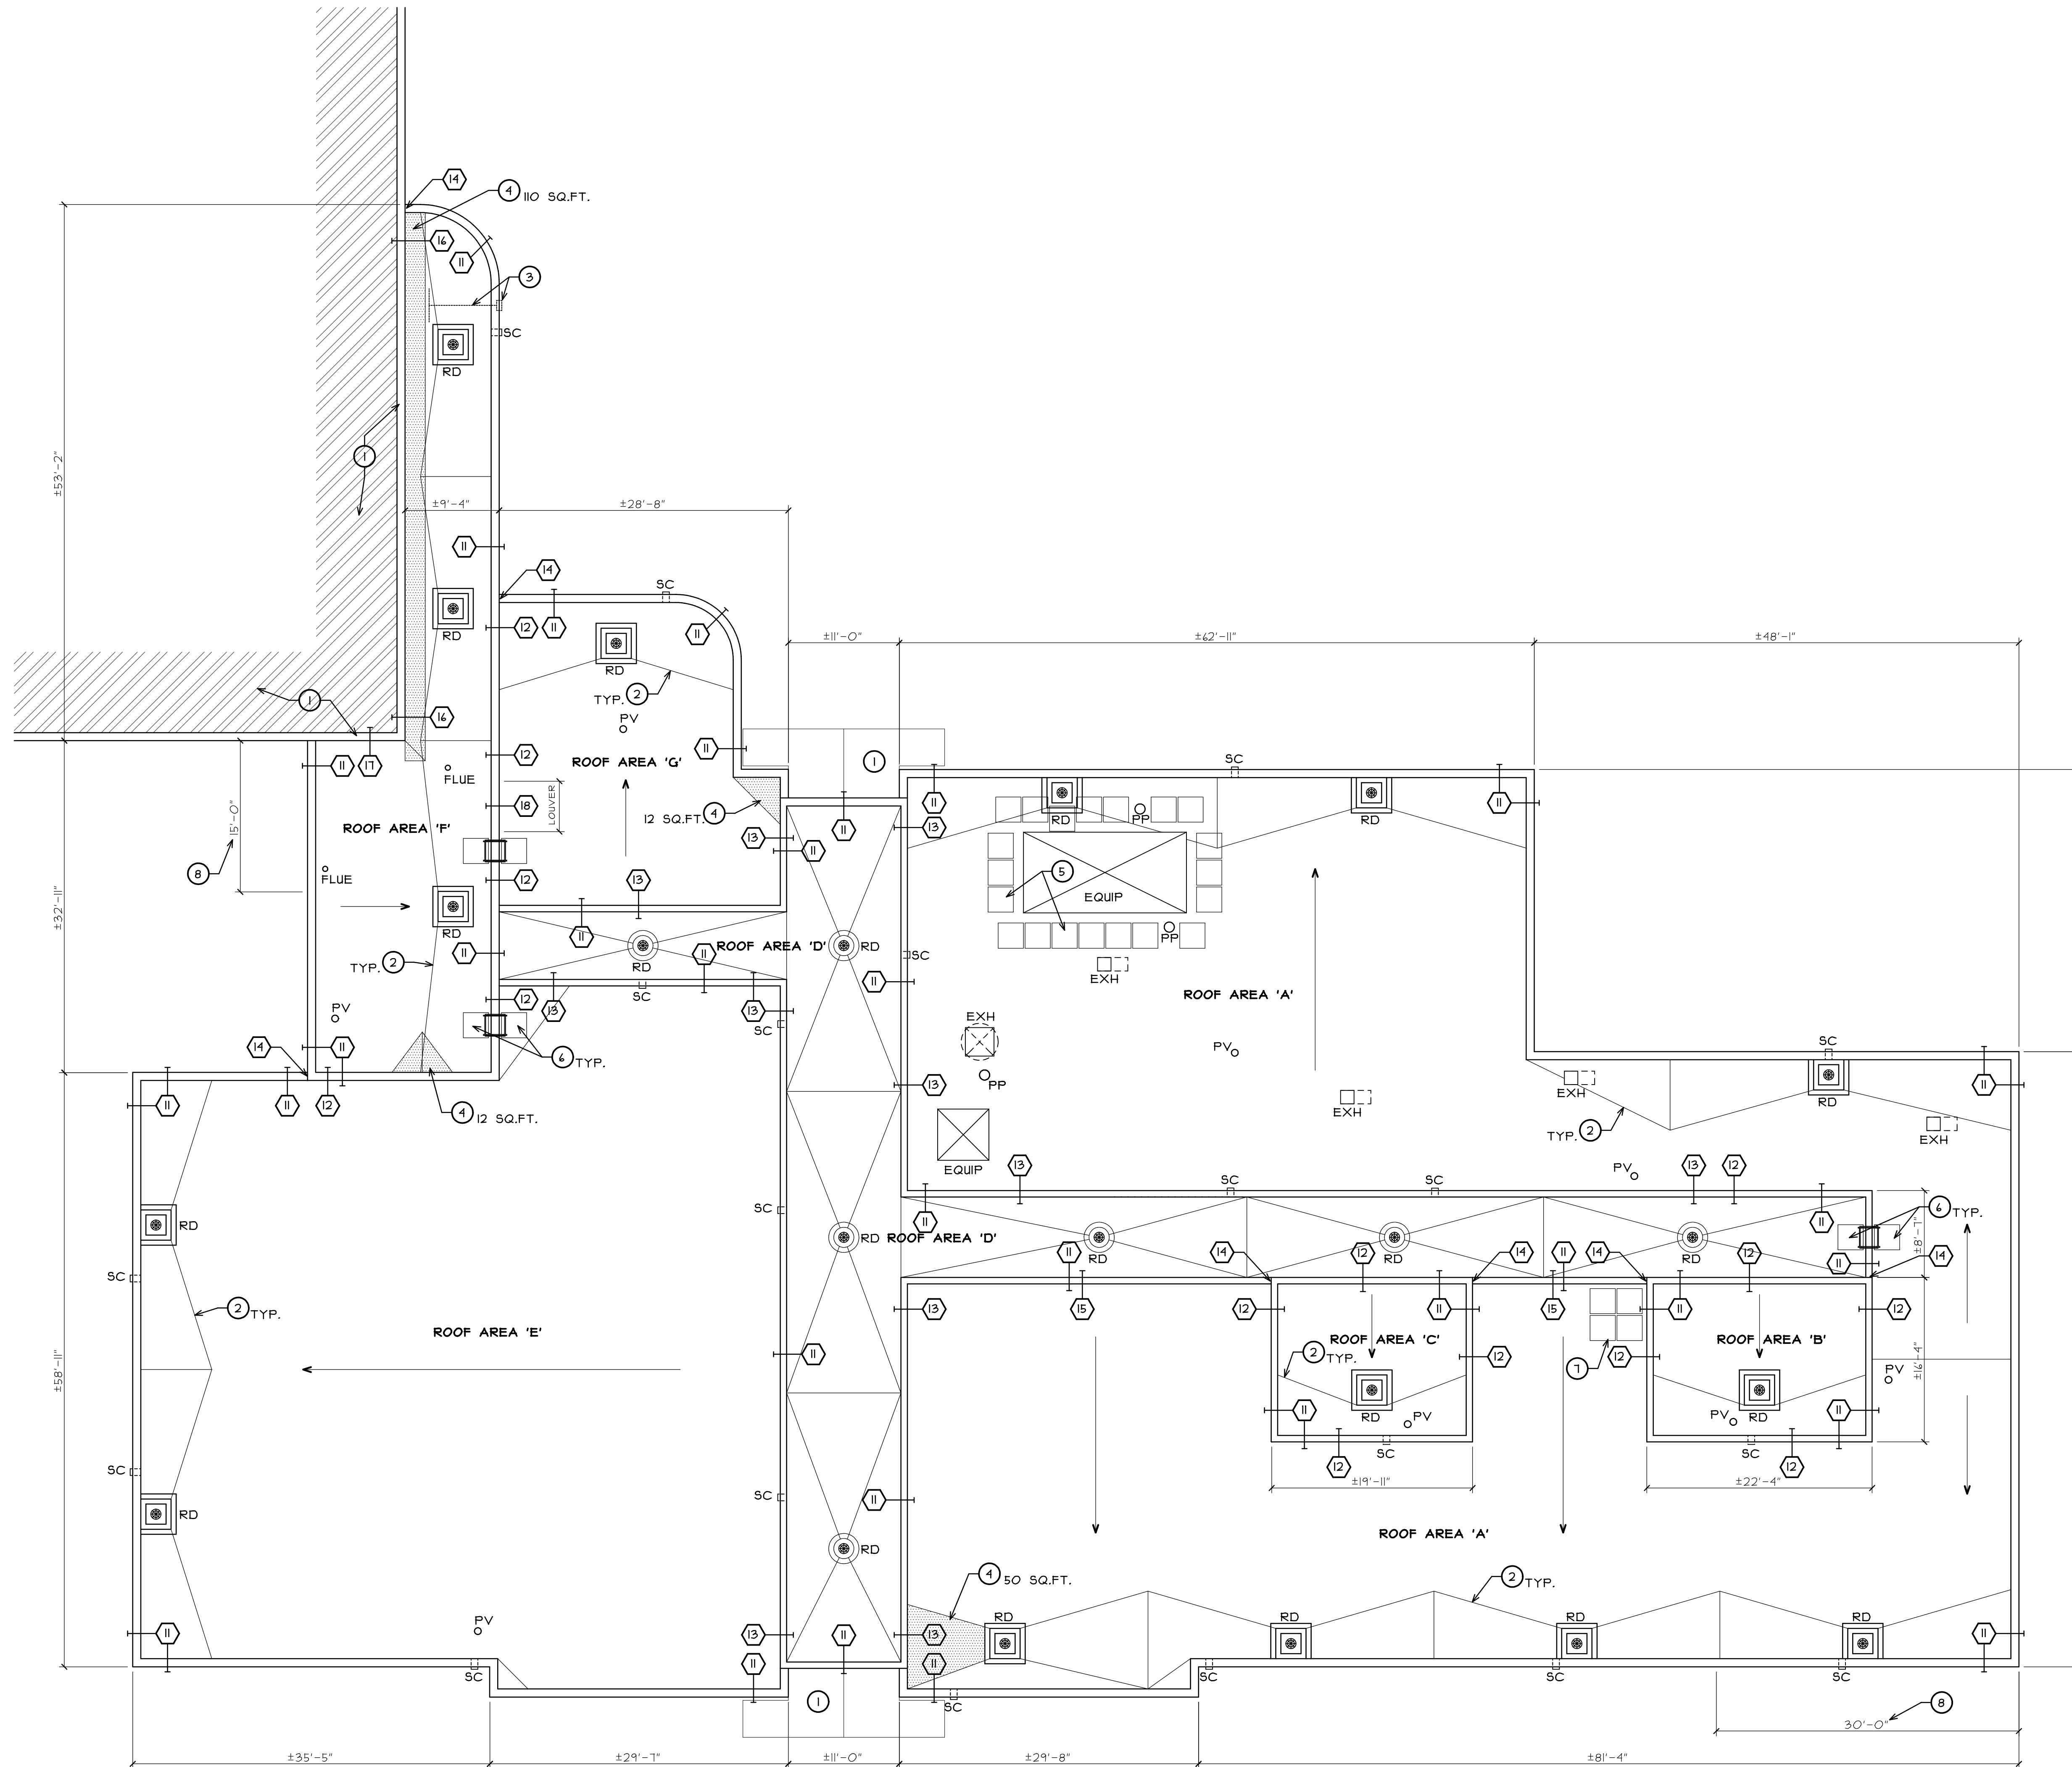 14
4 110 SQ.FT.
16
11
3
SC
RD
1
±53'-2"
±9'-4"
±28'-8"
11
14
SC
12
11
11
RD
RD
±11'-0"
±62'-11"
±48'-1"
TYP. 2
1
16
PV
17
11
12
11
ROOF AREA 'G'
1
SC
FLUE
18
LOUVER
12 SQ.FT. 4
11
13
11
13
11
11
RD
PP
RD
ROOF AREA 'F'
15'-0"
8
FLUE
12
13
5
EQUIP
±32'-11"
RD
11
11
11
ROOF AREA 'D'
RD
RD
PP
SC
TYP. 2
EXH
11
SC
12
13
13
ROOF AREA 'A'
PV
SC
EXH
PV
SC
14
11
6 TYP.
PP
13
EXH
EXH
RD
11
11
11
12
4 12 SQ.FT.
TYP. 2
EXH
EQUIP
13
PV
13
12
SC
SC
SC
RD
11
11
6 TYP.
±8'-7"
RD ROOF AREA 'D'
11
RD
14
12
RD
14
11
14
RD
12
11
14
SC
2 TYP.
13
15
12
11
15
11
12
ROOF AREA 'E'
ROOF AREA 'C'
ROOF AREA 'B'
11
2 TYP.
12
7
12
±16'-4"
PV
±58'-11"
11
RD
PV
PV
RD
11
SC
SC
12
SC
12
SC
±19'-11"
±22'-4"
11
RD
ROOF AREA 'A'
RD
4 50 SQ.FT.
2 TYP.
PV
RD
RD
RD
RD
11
13
11
13
11
11
11
SC
SC
SC
SC
SC
1
8
30'-0"
±35'-5"
±29'-7"
±11'-0"
±29'-8"
±81'-4"